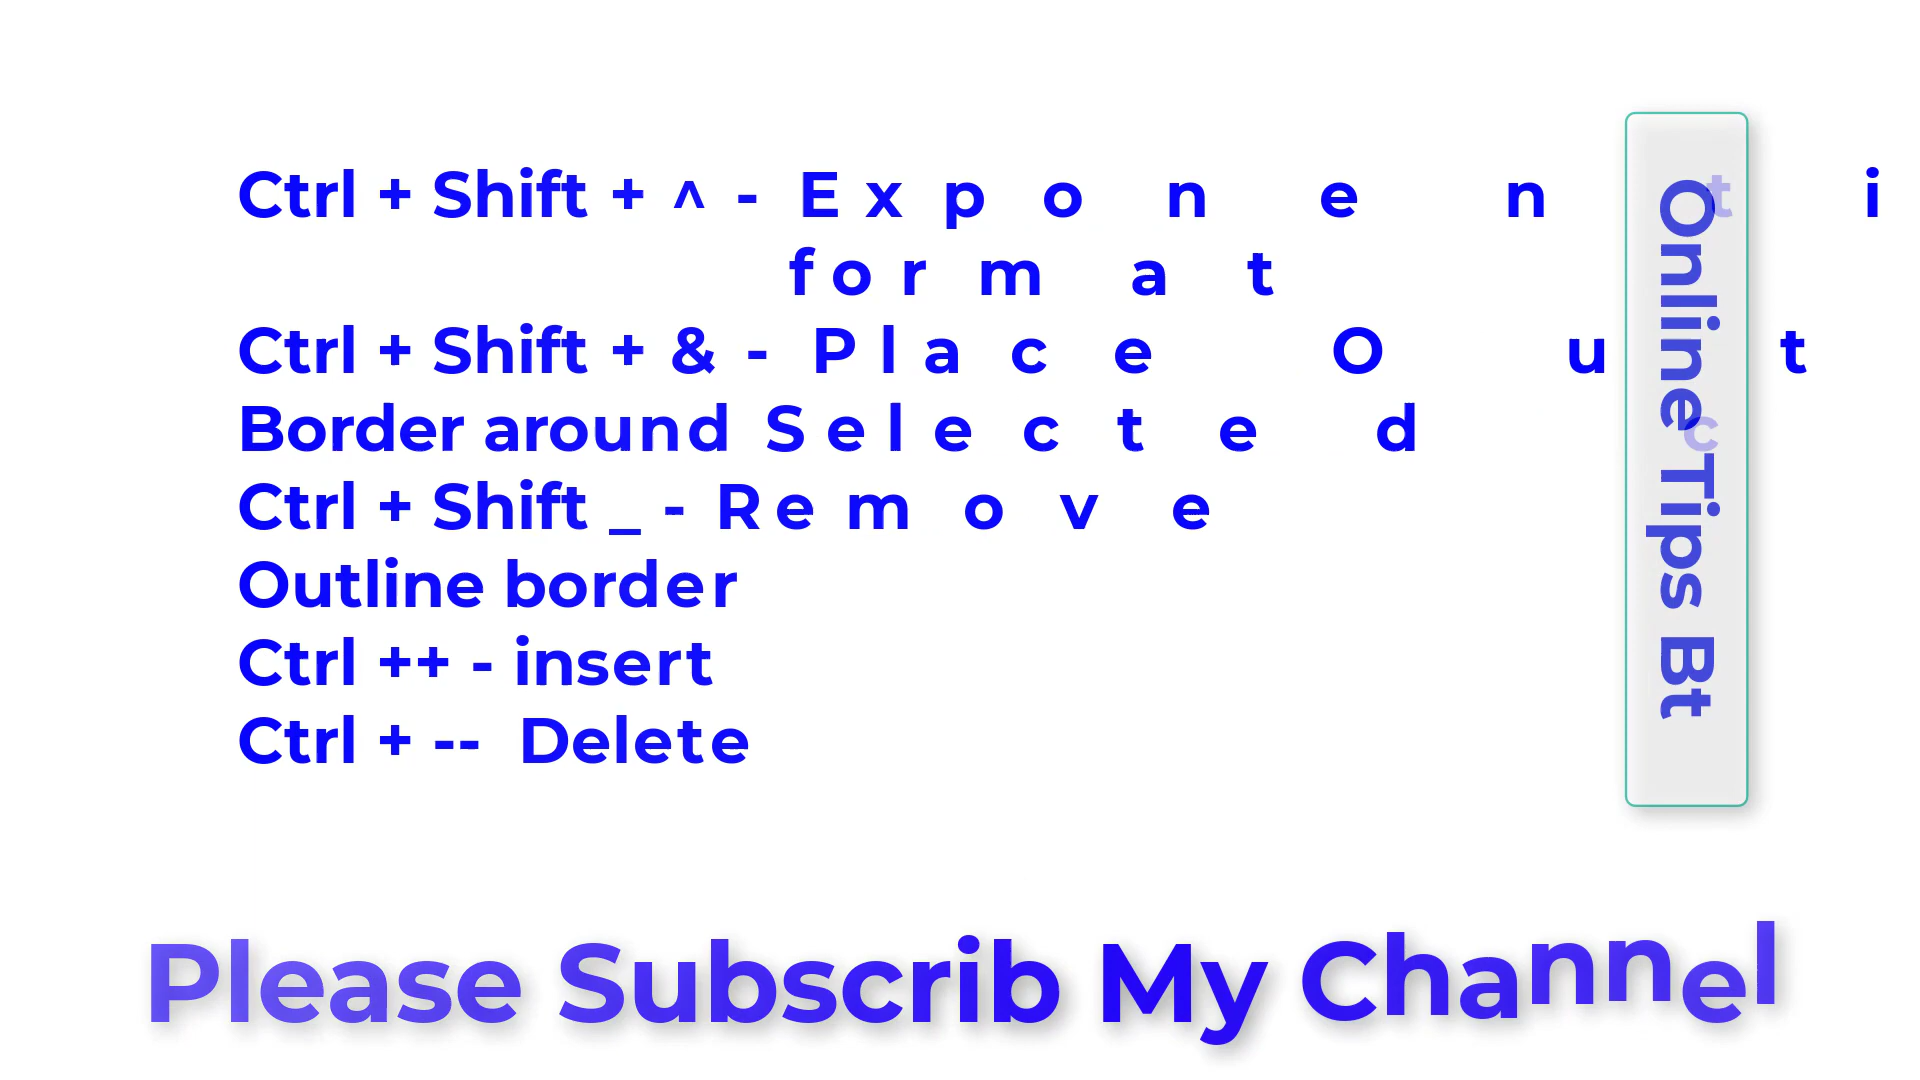 Ctrl + Shift + ^ - Exponenti
format
Ctrl + Shift + & - Place Out
Border around Selected c
Ctrl + Shift _ - Remove
Outline border
Ctrl ++ - insert
Ctrl + -- Delete
Online Tips Bt
Please Subscrib My Channel